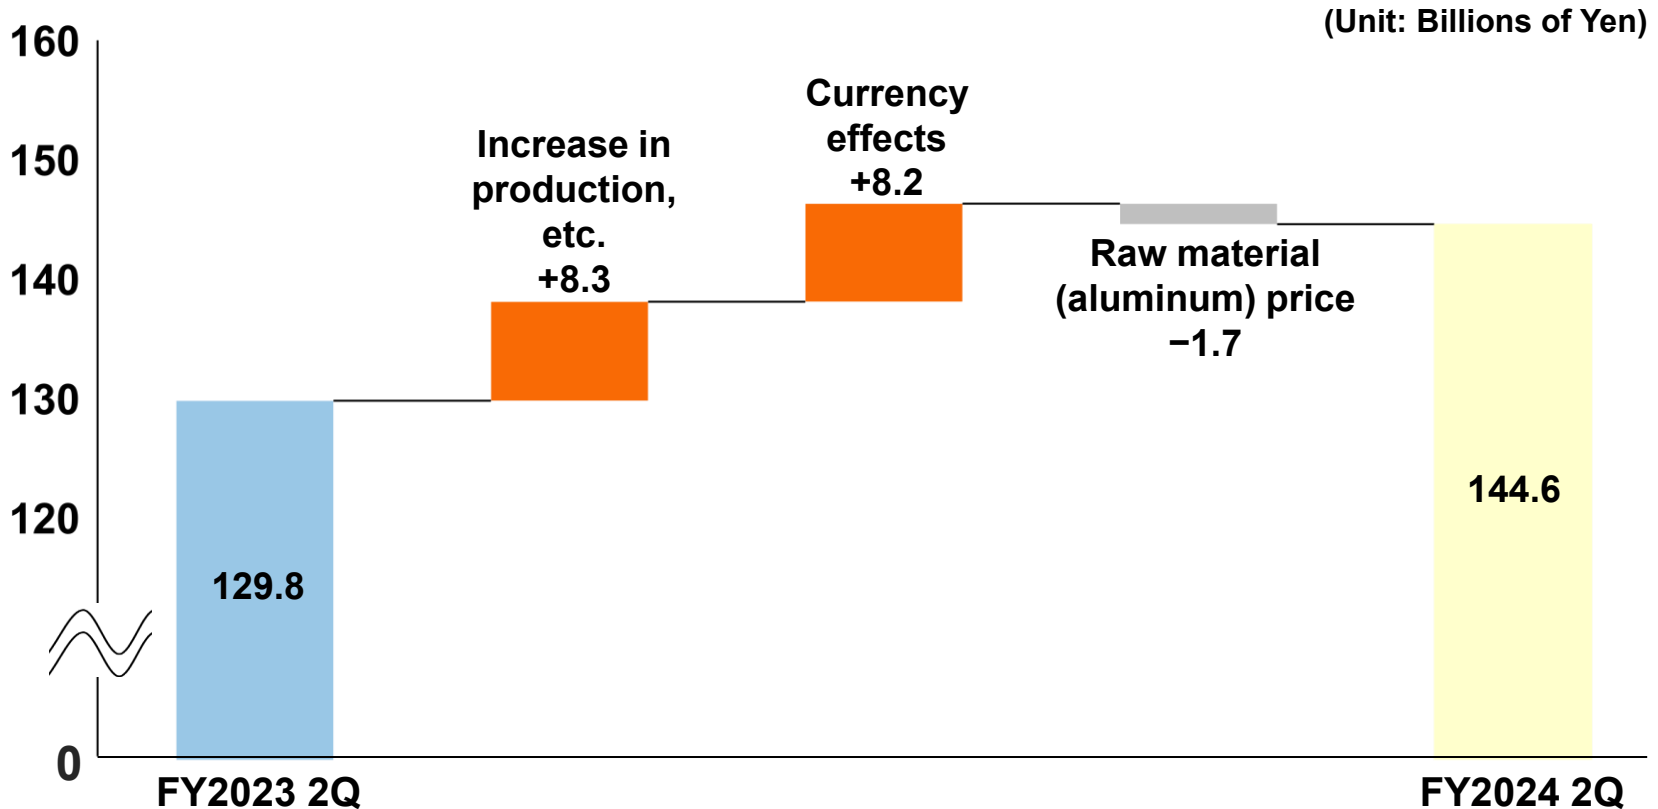 (Unit: Billions of Yen)
160
150
140
130
120
0
Increase in
production,
etc.
+8.3
Currency
effects
+8.2
Raw material
(aluminum) price
−1.7
129.8
144.6
FY2023 2Q
FY2024 2Q